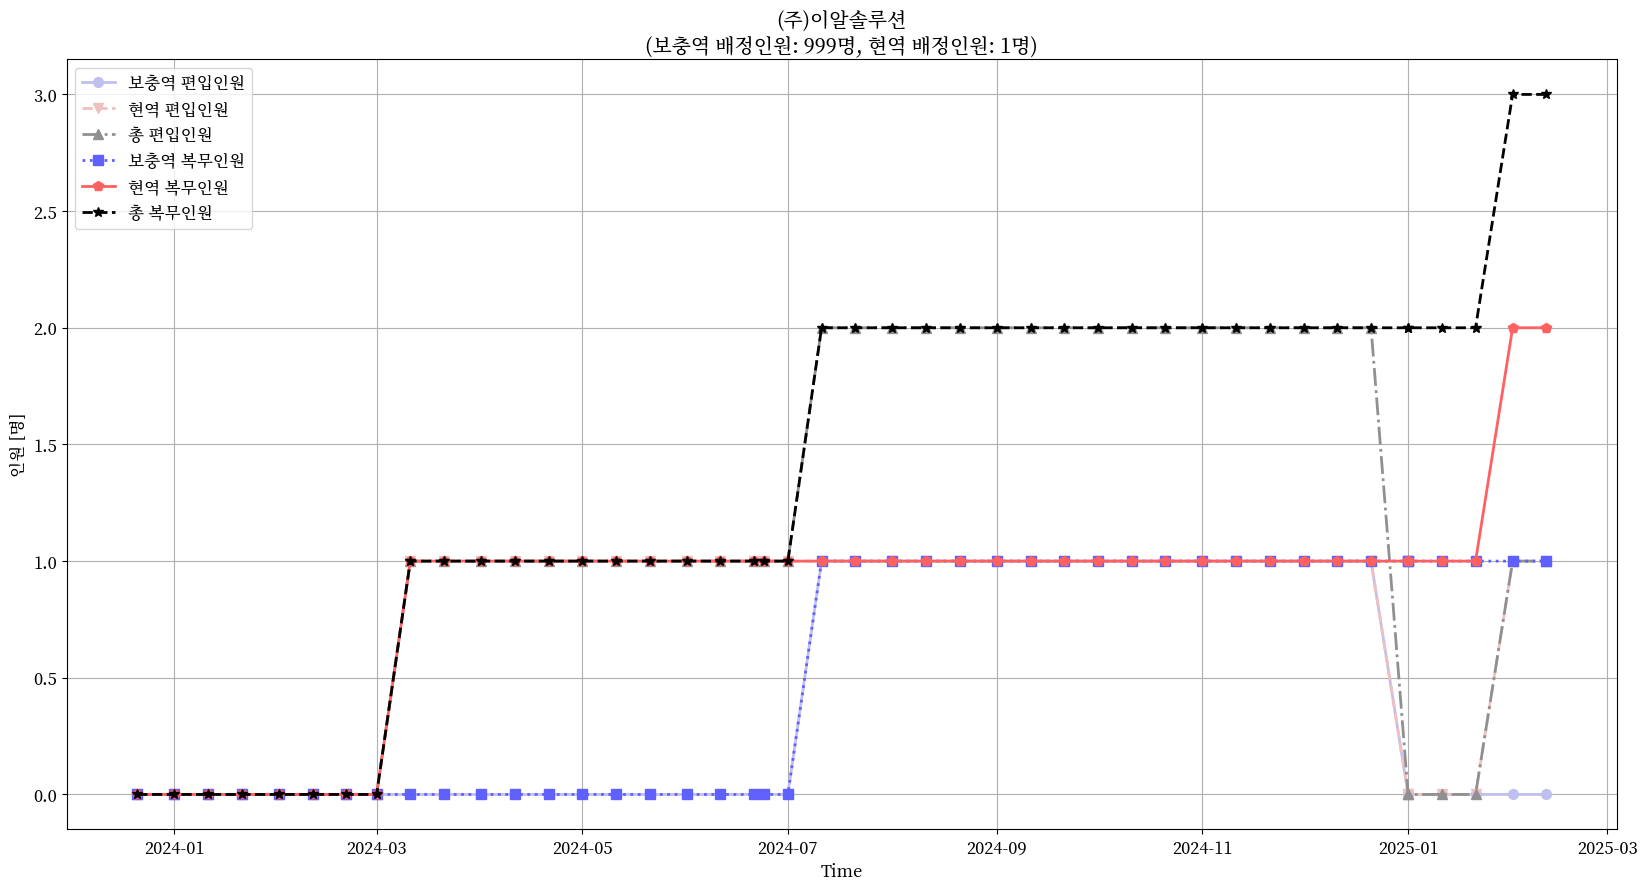 (주)이알솔루션
(보충역 배정인원: 999명, 현역 배정인원: 1명)
보충역 편입인원
현역 편입인원
총 편입인원
보충역 복무인원
현역 복무인원
총 복무인원
3.0
2.5
2.0
1.5
1.0
0.5
0.0
인원 [명]
2024-01
2024-03
2024-05
2024-07
2024-09
2024-11
2025-01
2025-03
Time